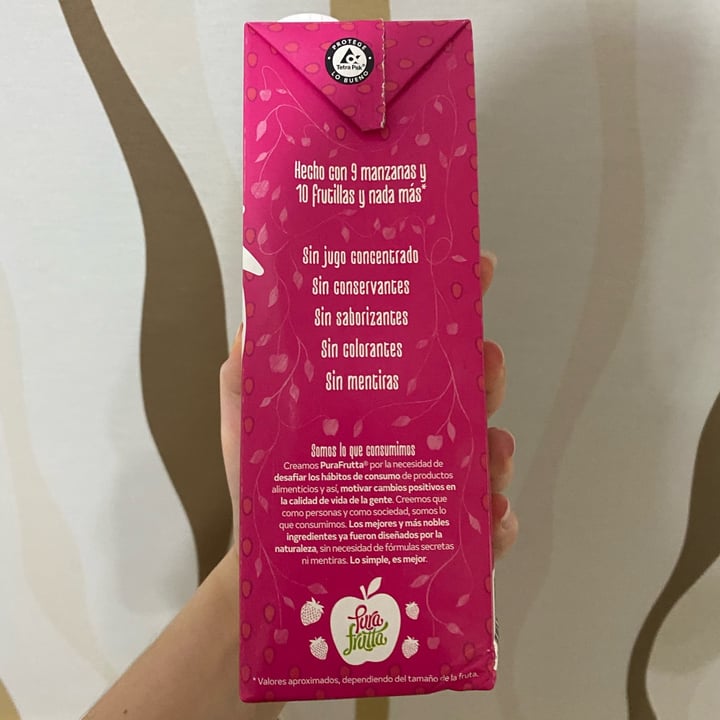 PROTEGE
Tetra Pak®
LO BUENO
Hecho con 9 manzanas y
10 frutillas y nada más*
Sin jugo concentrado
Sin conservantes
Sin saborizantes
Sin colorantes
Sin mentiras
Somos lo que consumimos
Creamos PuraFrutta® por la necesidad de
desafiar los hábitos de consumo de productos
alimenticios y así, motivar cambios positivos en
la calidad de vida de la gente. Creemos que
como personas y como sociedad, somos lo
que consumimos. Los mejores y más nobles
ingredientes ya fueron diseñados por la
naturaleza, sin necesidad de fórmulas secretas
ni mentiras. Lo simple, es mejor.
Pura
frutta
* Valores aproximados, dependiendo del tamaño de la fruta.